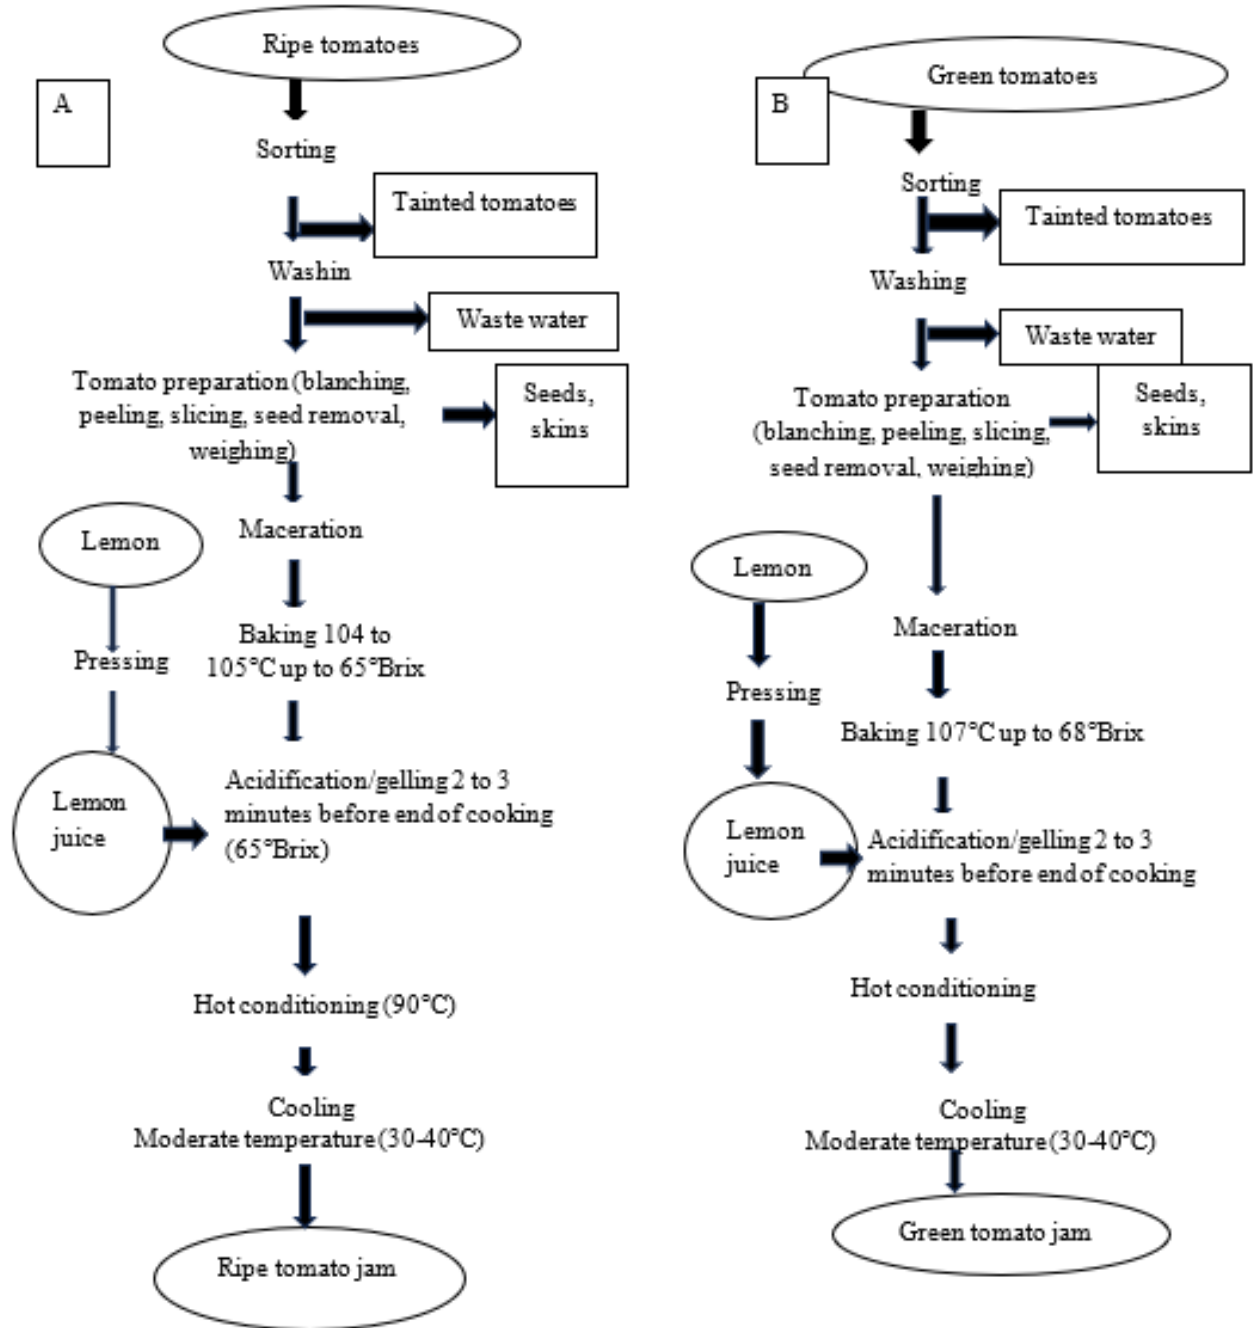 Ripe tomatoes
A
Sorting
Tainted tomatoes
Washin
Waste water
Tomato preparation (blanching,
peeling, slicing, seed removal,
weighing)
Seeds,
skins
Lemon
Maceration
Pressing
Baking 104 to
105°C up to 65°Brix
Lemon
juice
Acidification/gelling 2 to 3
minutes before end of cooking
(65°Brix)
Hot conditioning (90°C)
Cooling
Moderate temperature (30-40°C)
Ripe tomato jam
Green tomatoes
B
Sorting
Tainted tomatoes
Washing
Waste water
Tomato preparation
(blanching, peeling, slicing,
seed removal, weighing)
Seeds,
skins
Lemon
Maceration
Pressing
Baking 107°C up to 68°Brix
Lemon
juice
Acidification/gelling 2 to 3
minutes before end of cooking
Hot conditioning
Cooling
Moderate temperature (30-40°C)
Green tomato jam